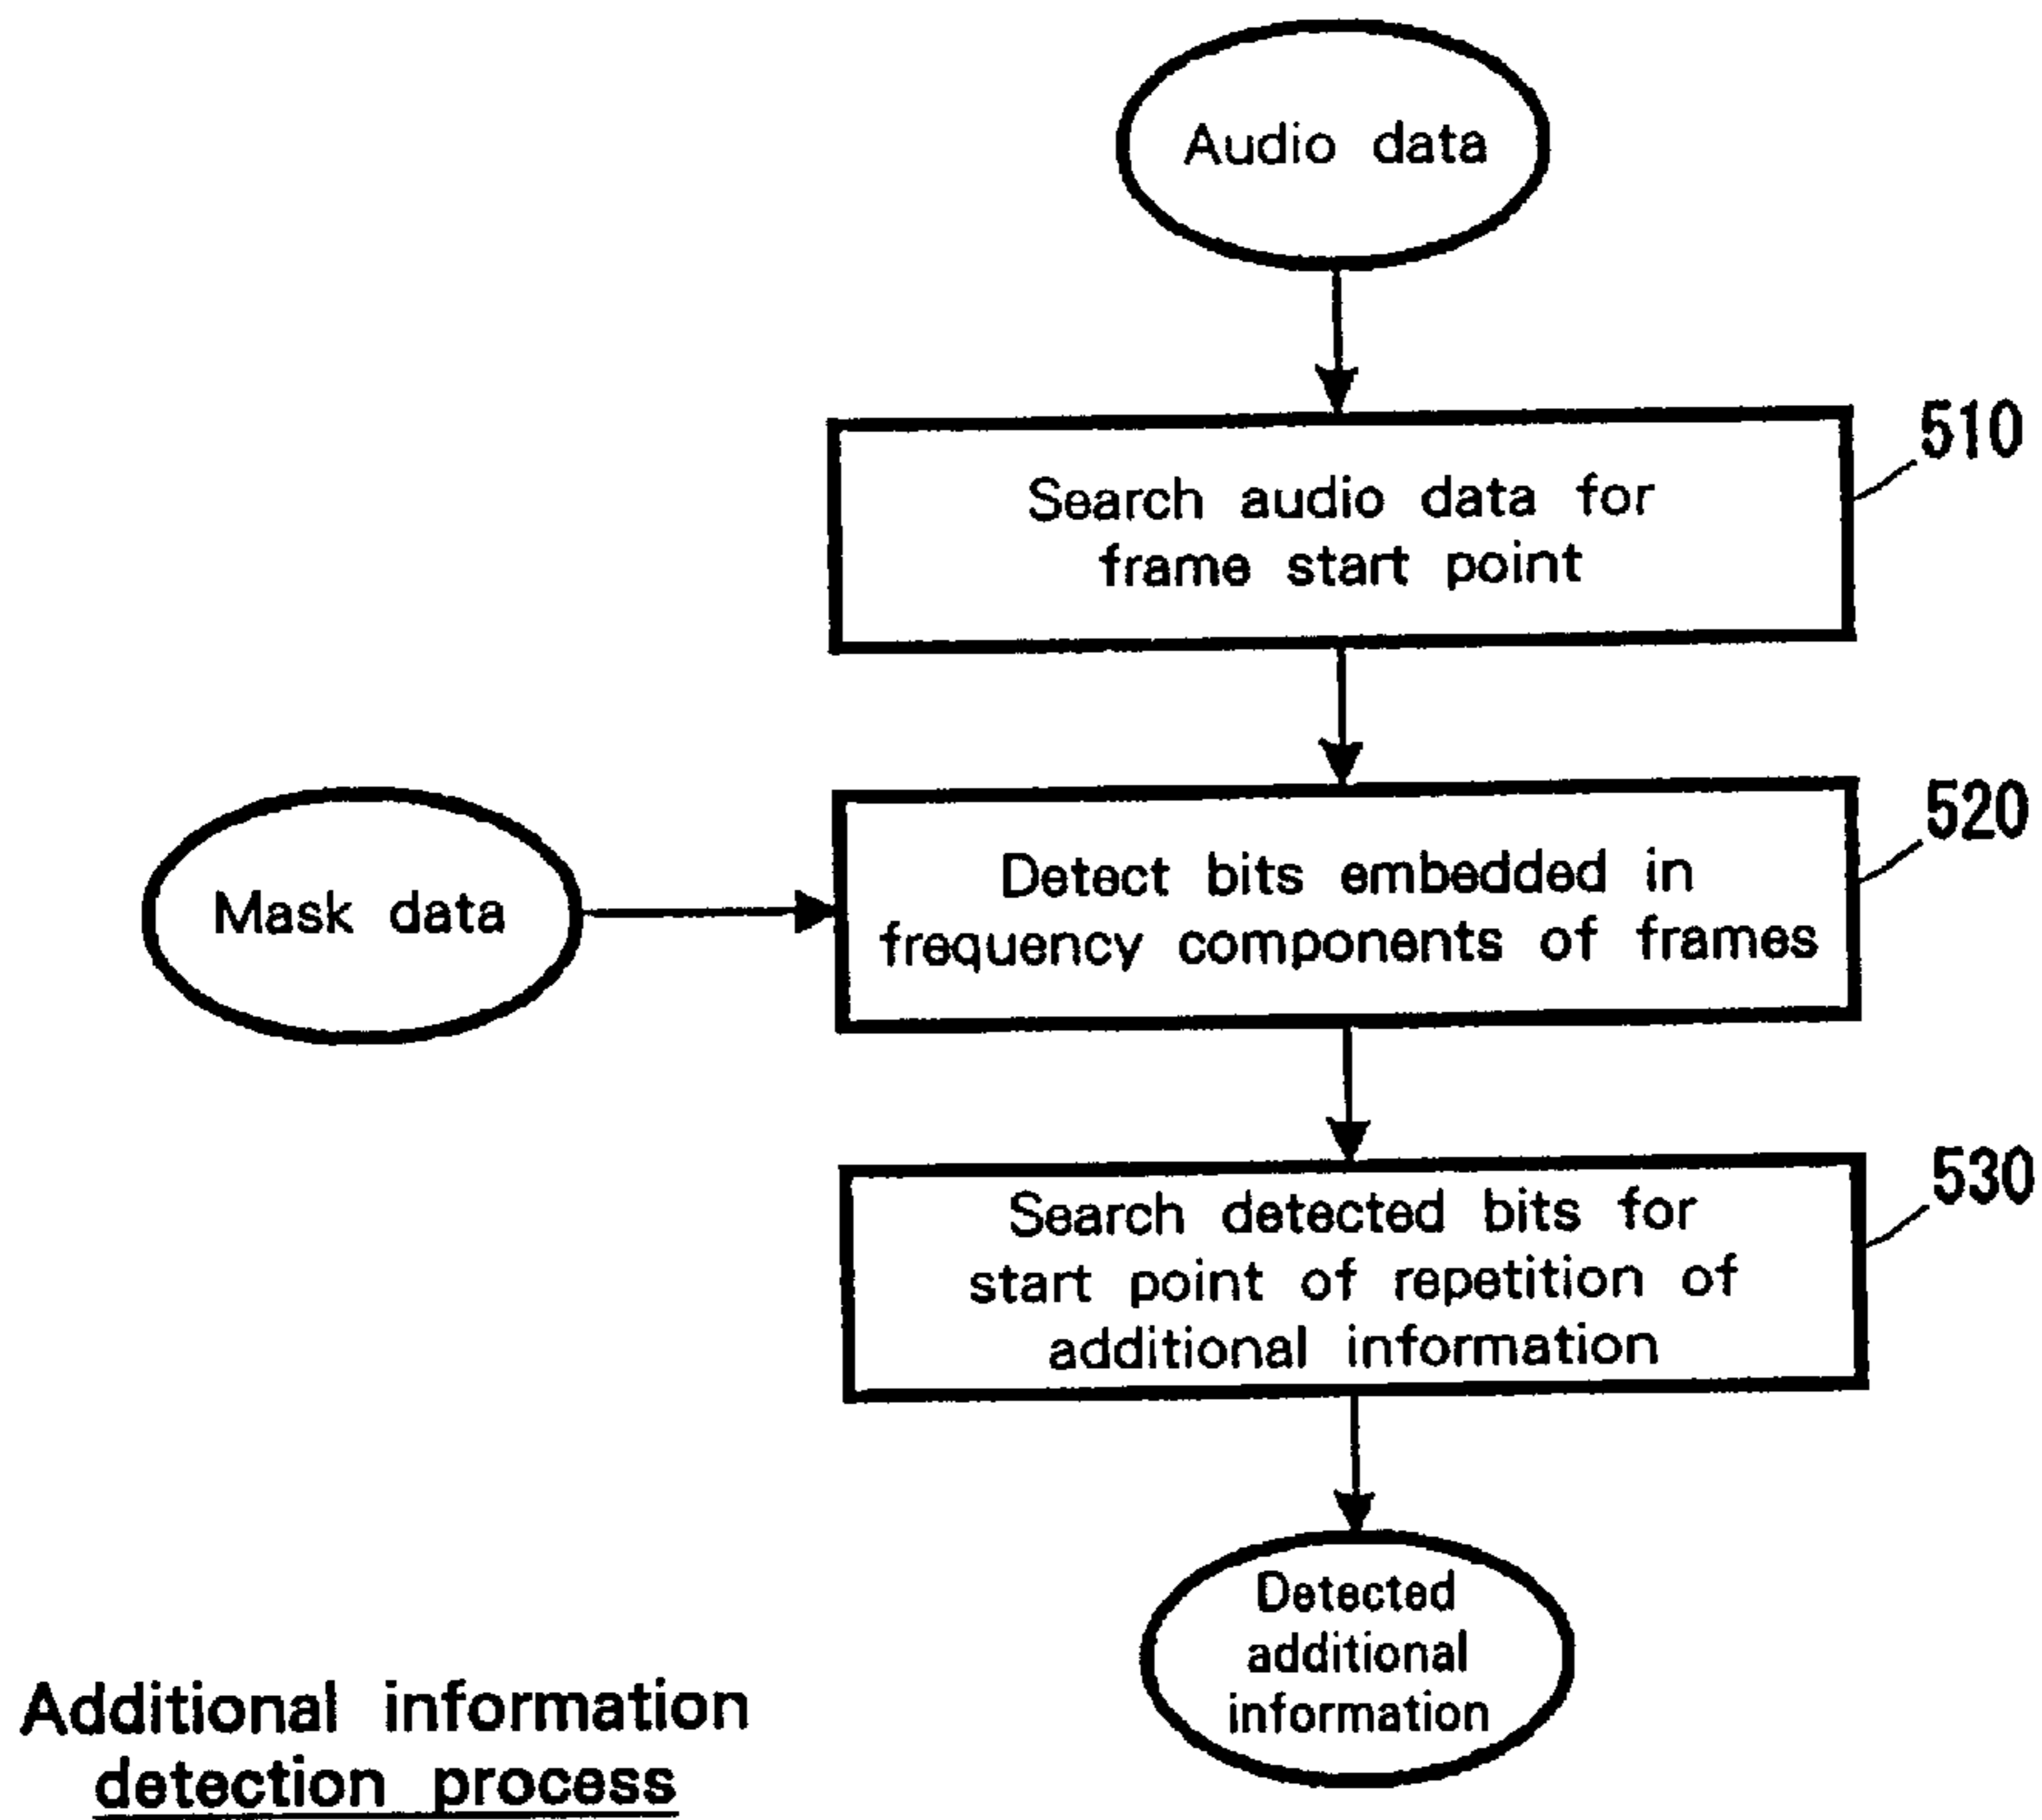 Audio data
510
Search audio data for
frame start point
520
Mask data
Detect bits embedded in
frequency components of frames
530
Search detected bits for
start point of repetition of
additional information
Detected
additional
information
Additional information
detection process